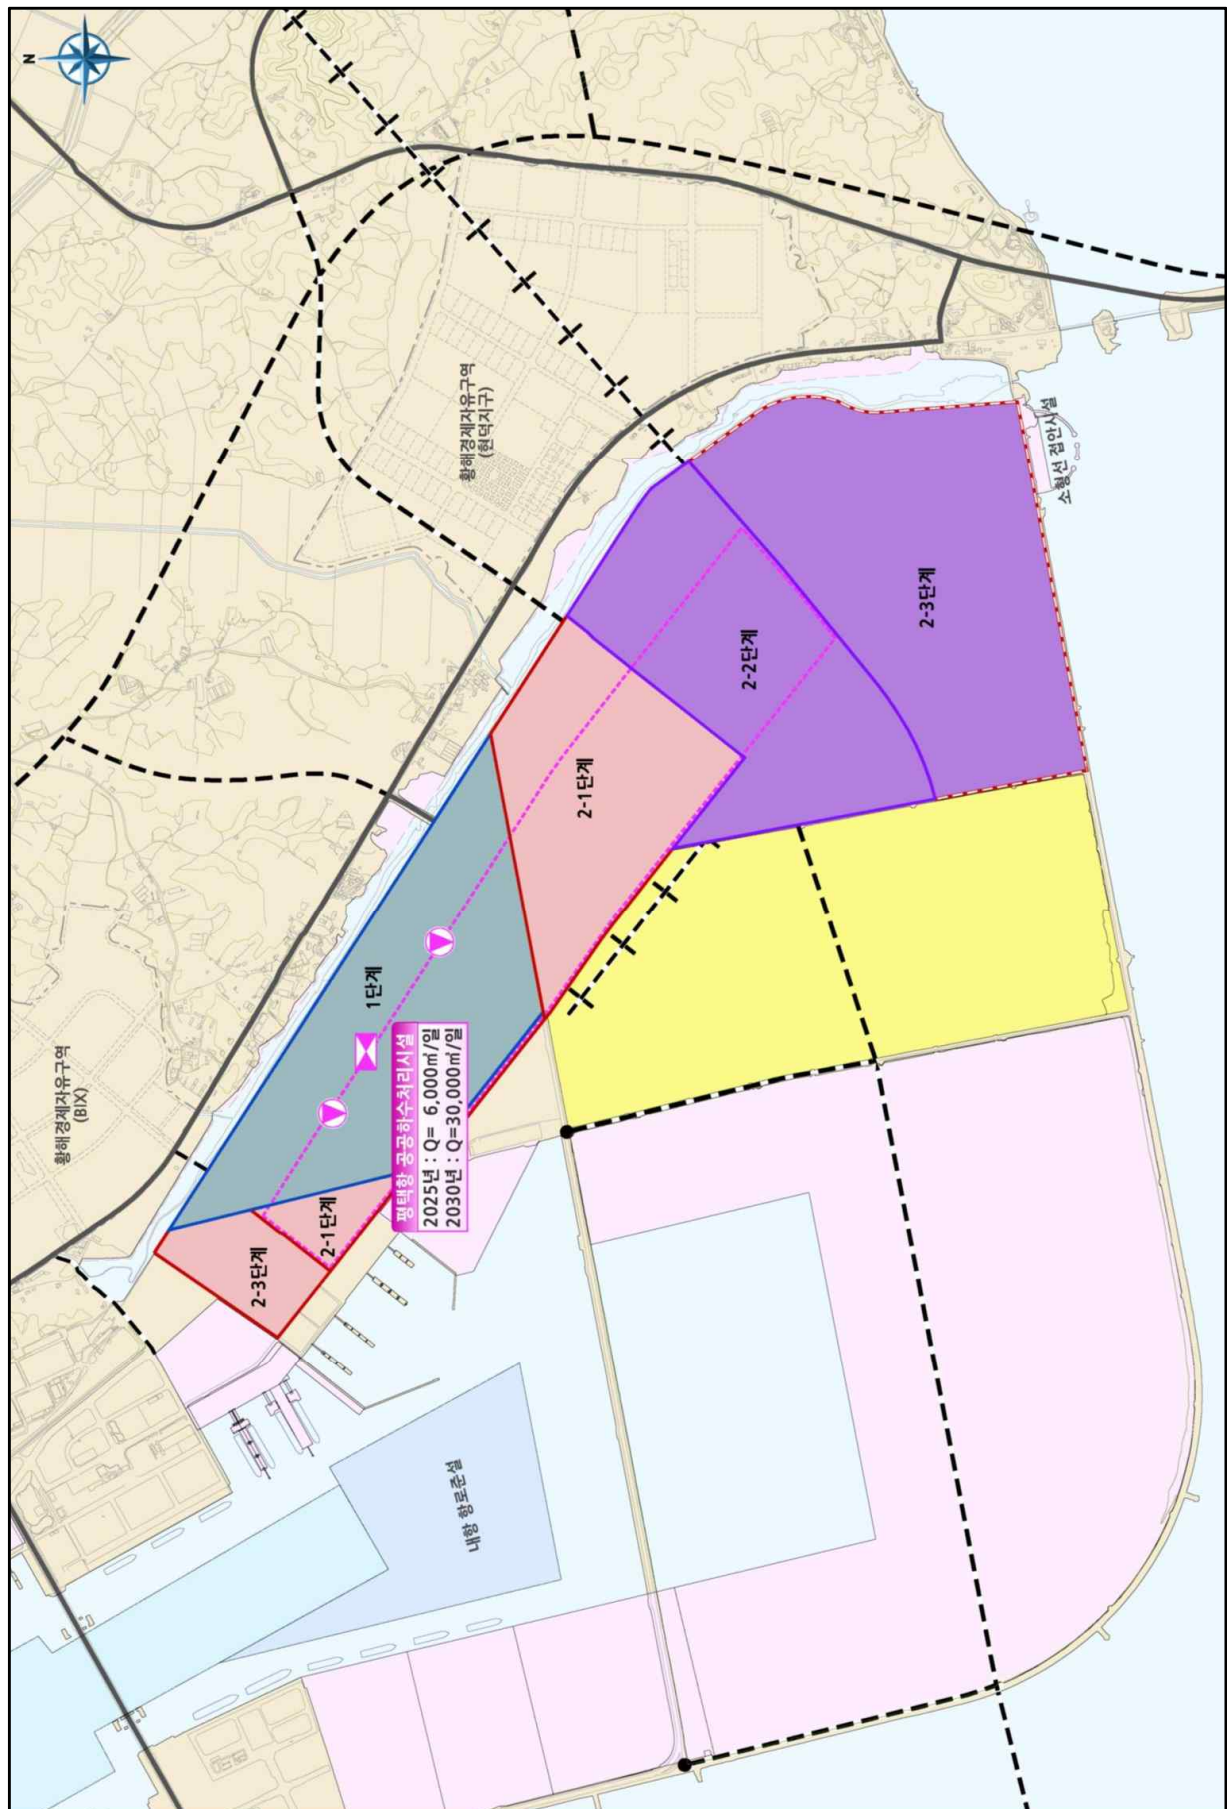 N
황해경제자유구역
(BIX)
2-3단계
2-1단계
1단계
평택항 공공하수처리시설
2025년 : Q= 6,000㎥/일
2030년 : Q=30,000㎥/일
황해경제자유구역
(현덕지구)
내항 항로준설
2-1단계
2-2단계
2-3단계
소형선 접안시설